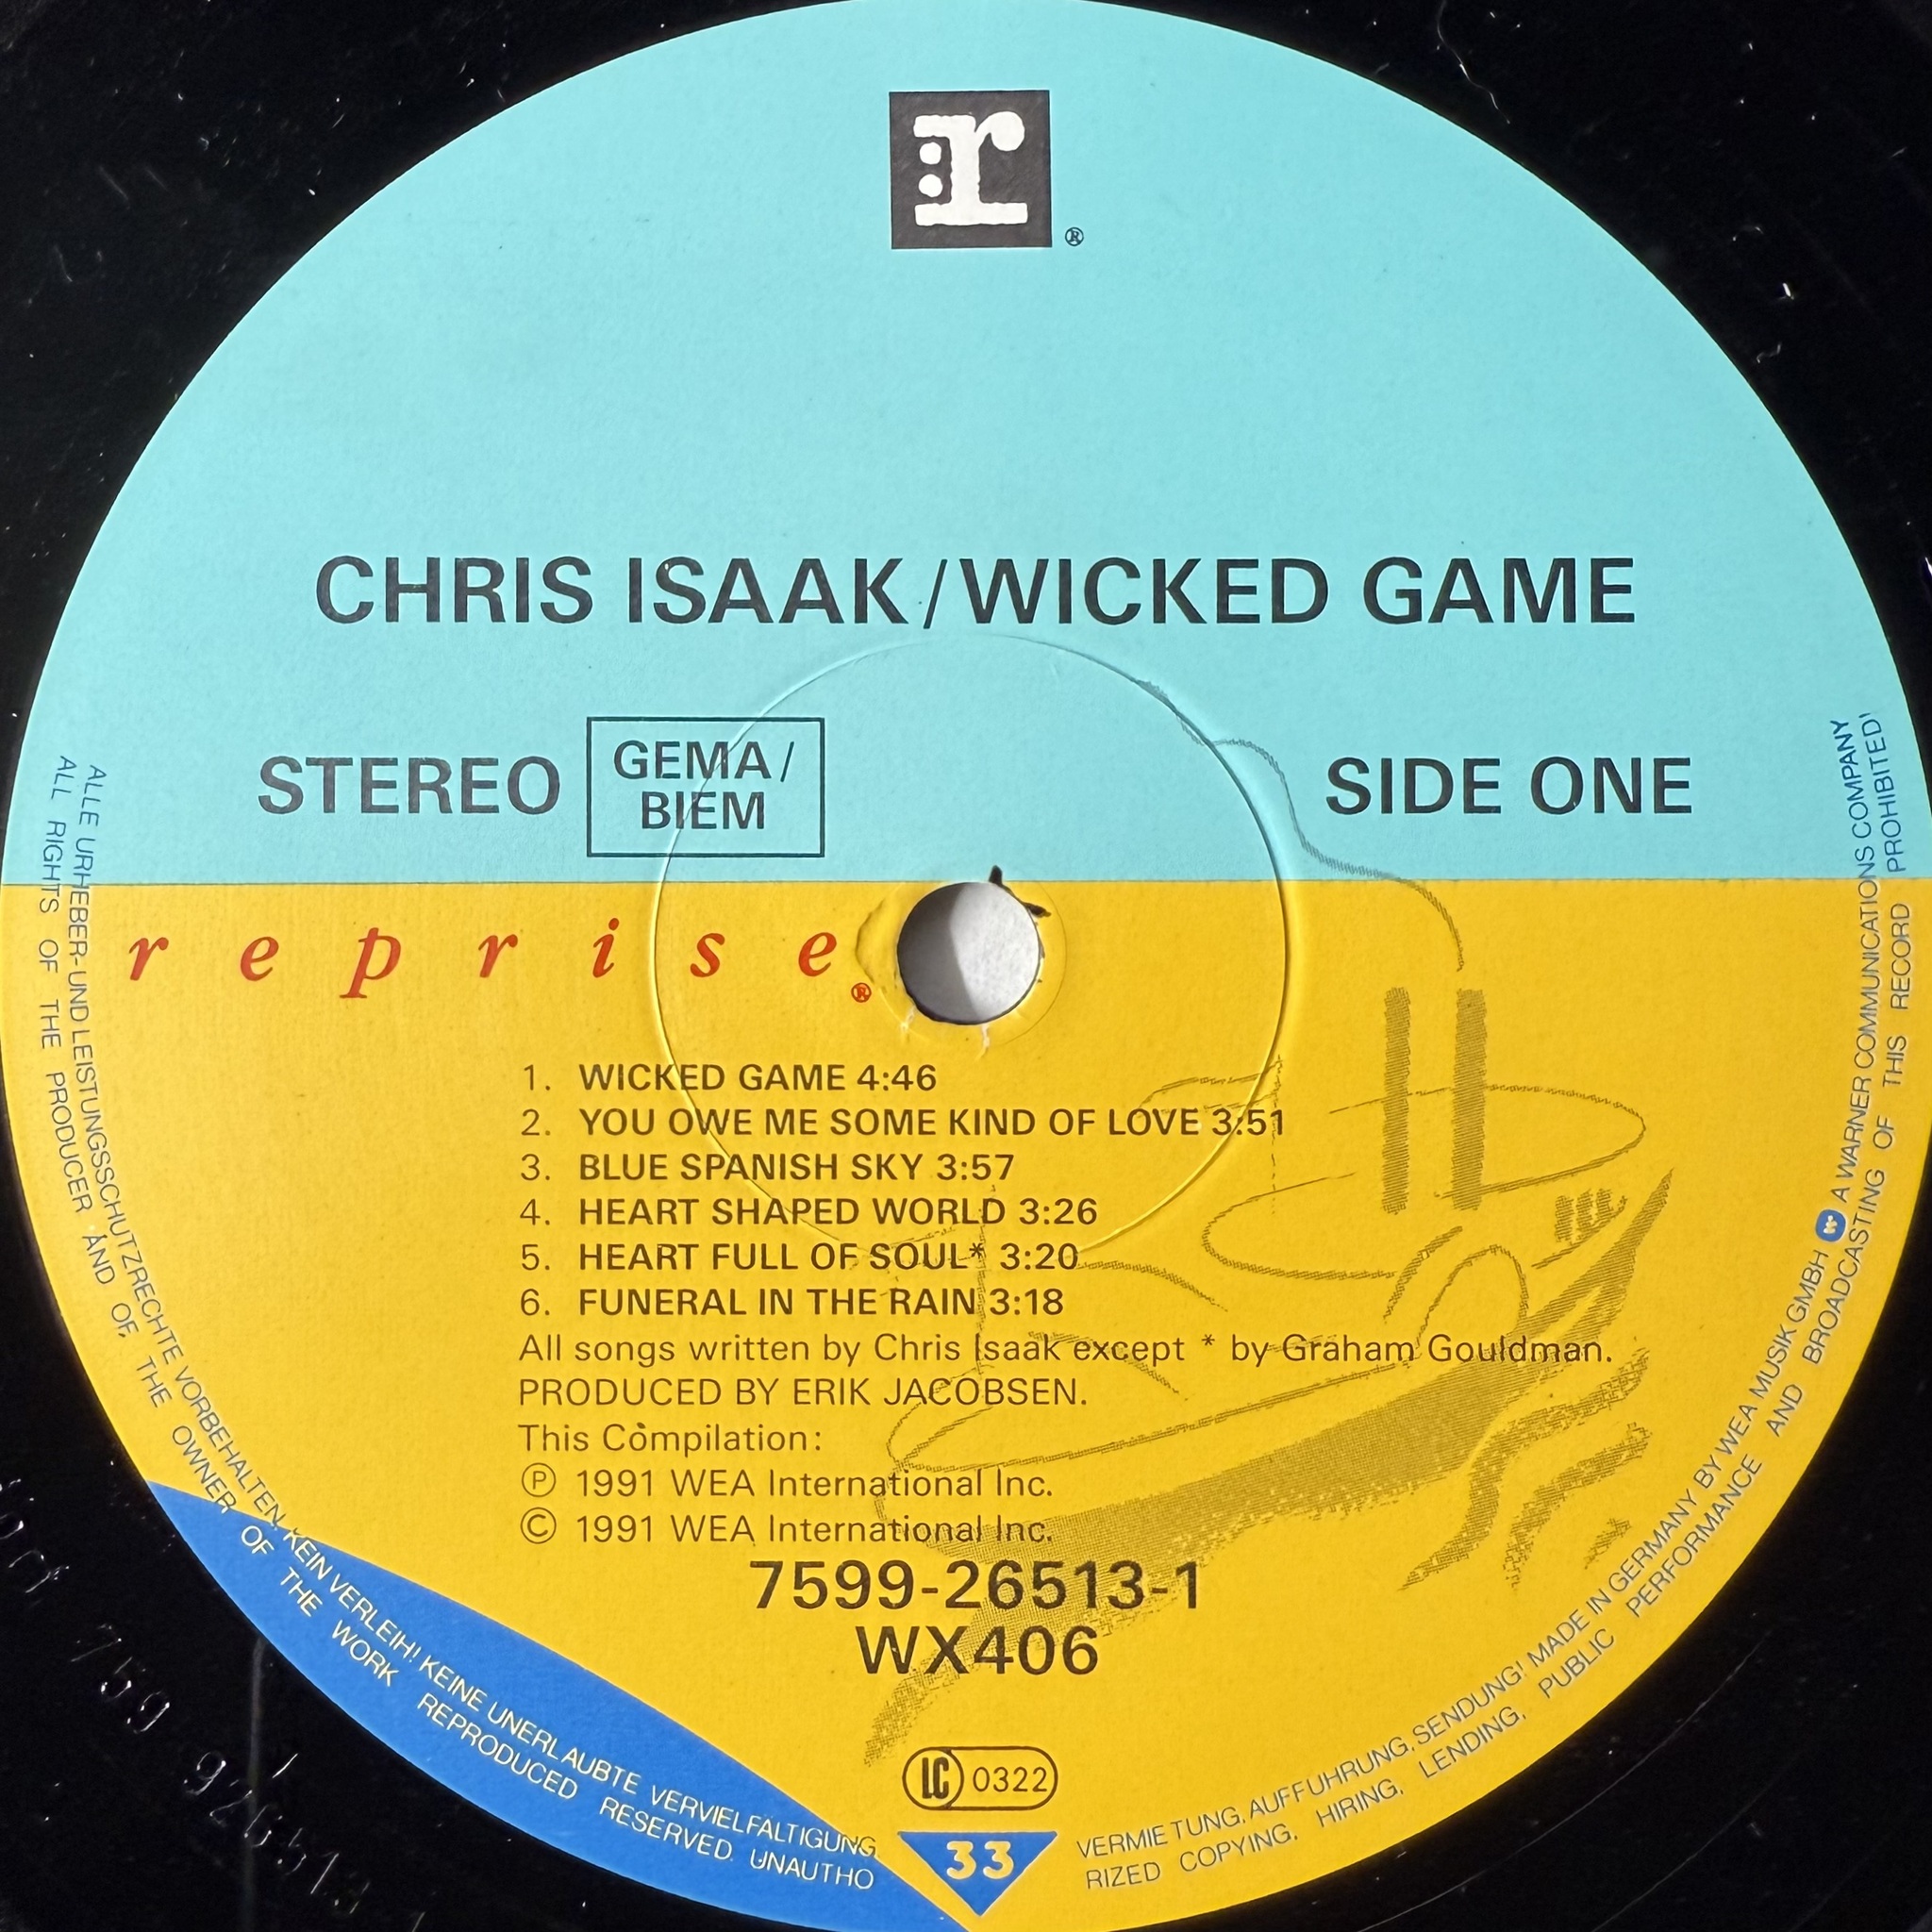 r ®
CHRIS ISAAK/WICKED GAME
STEREO
GEMA/
BIEM
SIDE ONE
reprise®
1. WICKED GAME 4:46
2. YOU OWE ME SOME KIND OF LOVE 3:51
3. BLUE SPANISH SKY 3:57
4. HEART SHAPED WORLD 3:26
5. HEART FULL OF SOUL* 3:20
6. FUNERAL IN THE RAIN 3:18
All songs written by Chris Isaak except * by Graham Gouldman.
PRODUCED BY ERIK JACOBSEN.
This Compilation:
Ⓟ 1991 WEA International Inc.
© 1991 WEA International Inc.
7599-26513-1
WX406
LC 0322
33
ALLE URHEBER- UND LEISTUNGSSCHUTZRECHTE VORBEHALTEN. KEIN VERLEIH! KEINE UNERLAUBTE VERVIELFÄLTIGUNG, VERMIETUNG, AUFFÜHRUNG, SENDUNG! MADE IN GERMANY BY WEA MUSIK GMBH A WARNER COMMUNICATIONS COMPANY
ALL RIGHTS OF THE PRODUCER AND OF THE OWNER OF THE WORK REPRODUCED RESERVED. UNAUTHORIZED COPYING, HIRING, LENDING, PUBLIC PERFORMANCE AND BROADCASTING OF THIS RECORD PROHIBITED!